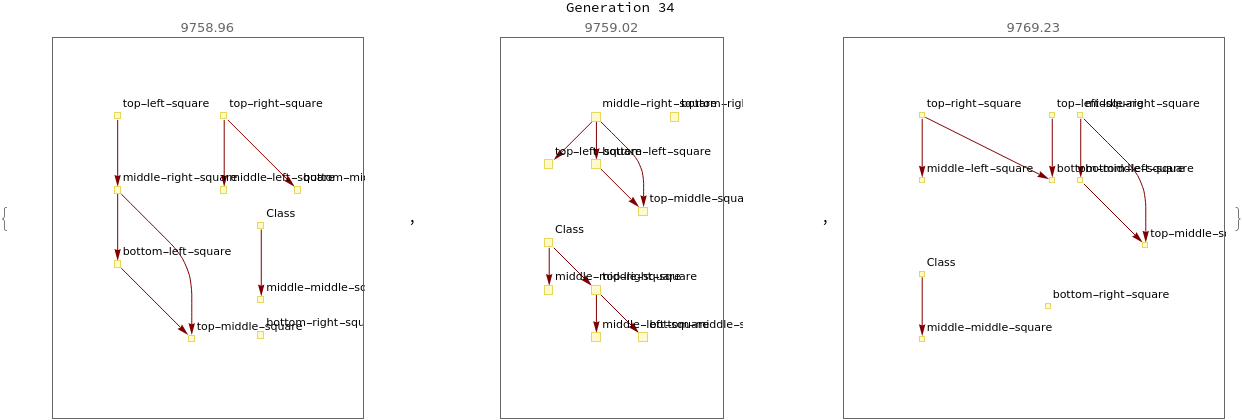 Generation 34
9758.96
9759.02
9769.23
{
top-left-square
top-right-square
middle-right-square
middle-left-square
bottom-mi
Class
bottom-left-square
middle-middle-sq
top-middle-square
bottom-right-squ
,
middle-right-square
bottom-righ
top-left-square
bottom-left-square
top-middle-squa
Class
middle-middle-square
top-right-square
middle-left-square
bottom-middle-s
,
top-right-square
top-left-square
middle-right-square
middle-left-square
bottom-middle-square
bottom-left-square
top-middle-s
Class
bottom-right-square
middle-middle-square
}